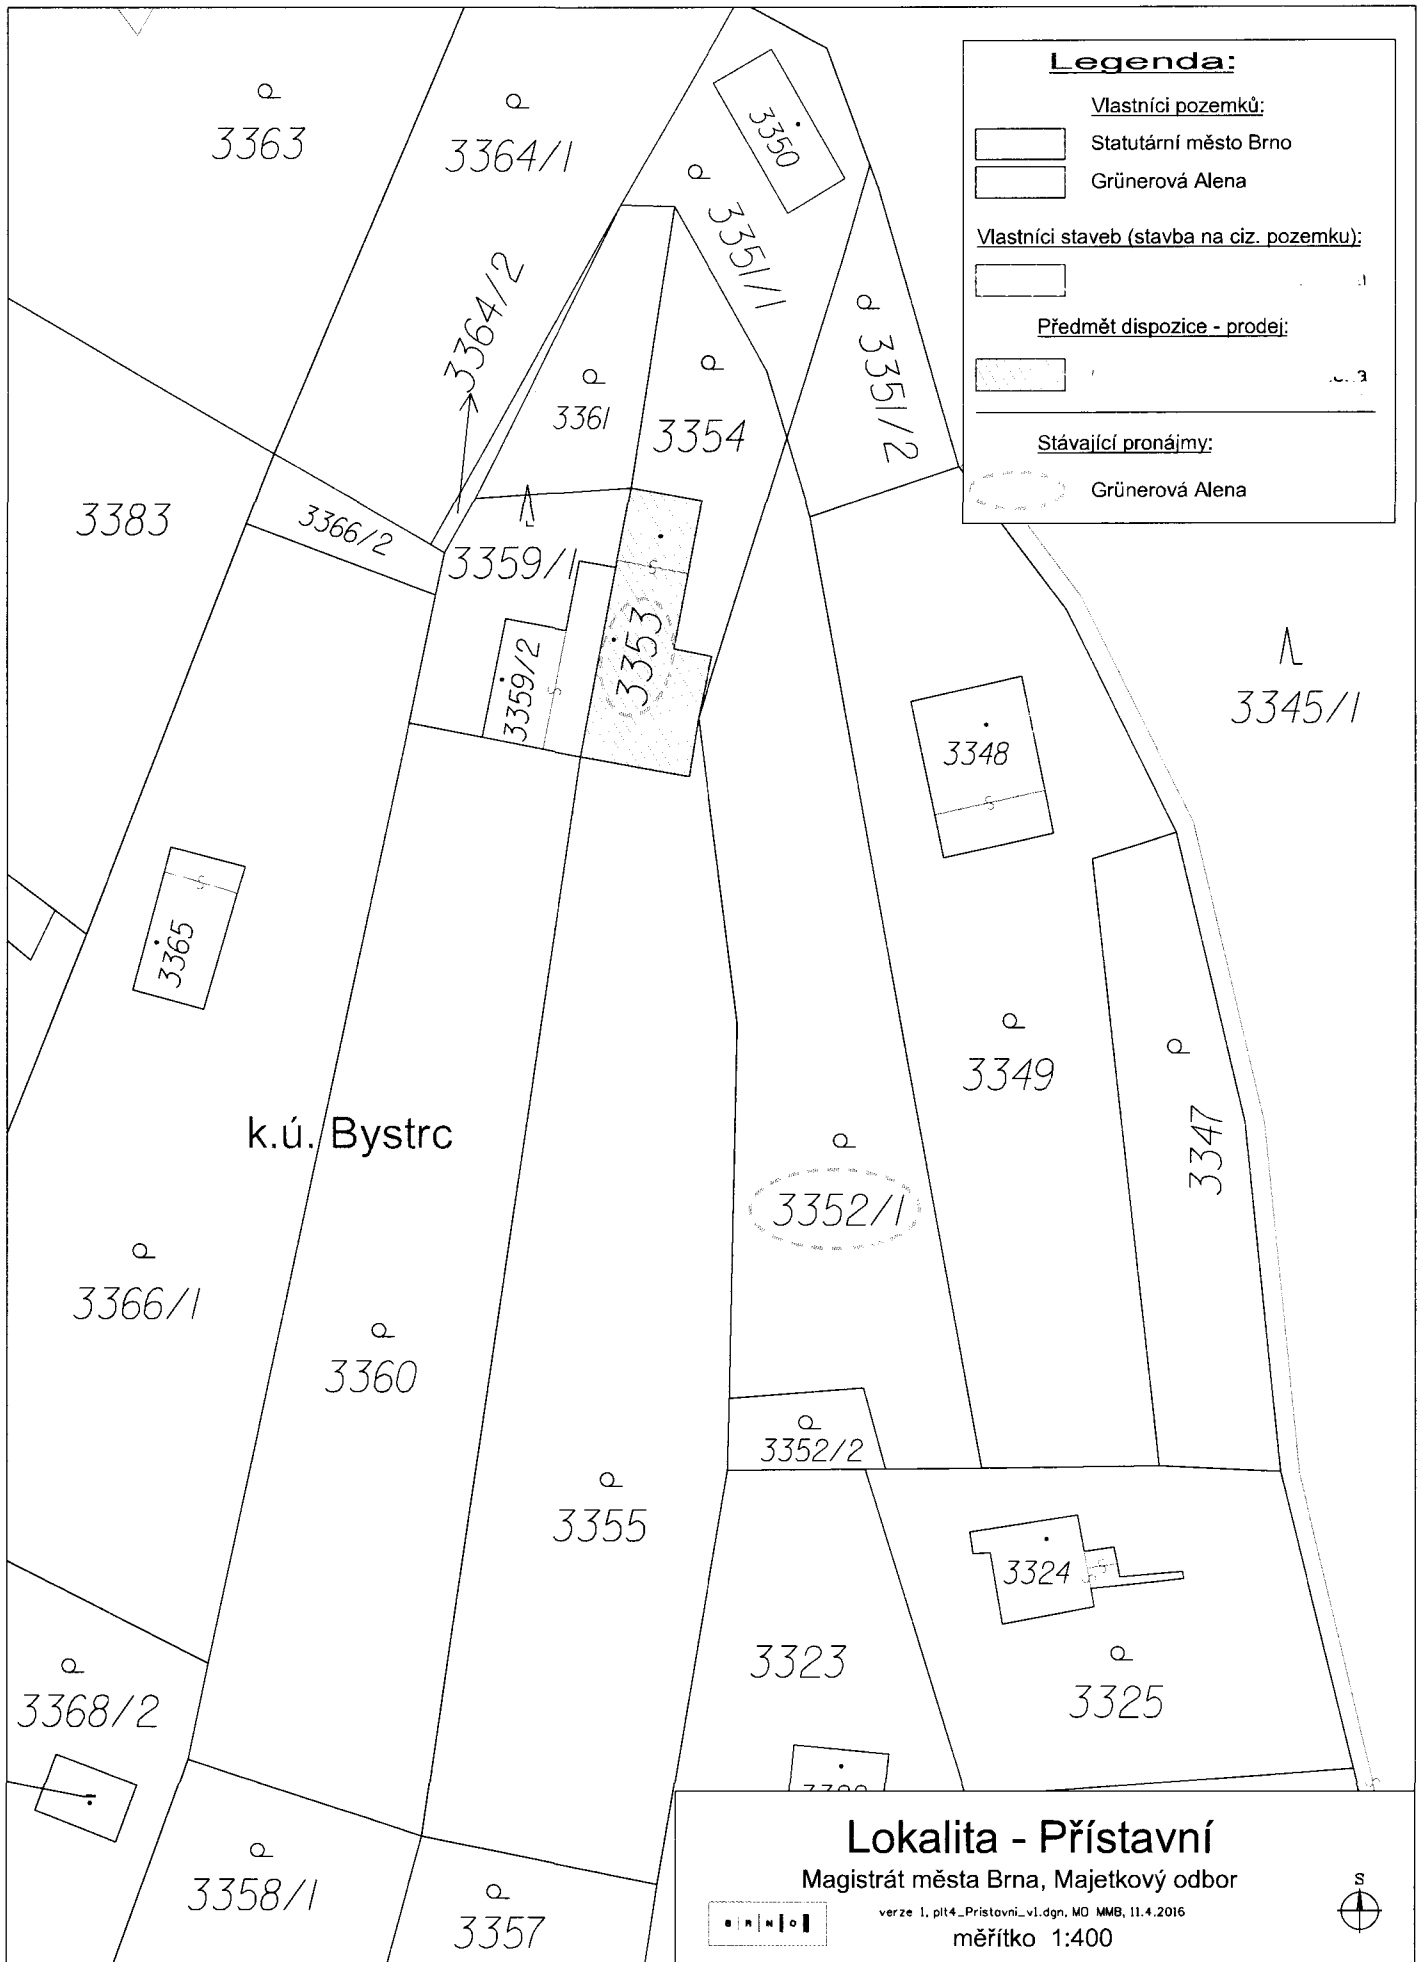 Legenda:
Vlastníci pozemků:
Statutární město Brno
Grünerová Alena
Vlastníci staveb (stavba na ciz. pozemku):
Předmět dispozice - prodej:
Stávající pronájmy:
Grünerová Alena
3363
3364/1
3350
3351/1
3364/2
3351/2
3361
3354
3383
3366/2
3359/1
3353
3359/2
3345/1
3348
3365
3349
k.ú. Bystrc
3347
3352/1
3366/1
3360
3352/2
3355
3324
3323
3325
3368/2
3358/1
3357
Lokalita - Přístavní
Magistrát města Brna, Majetkový odbor
verze 1, plt4_Pristavni_v1.dgn, MO MMB, 11.4.2016
měřítko 1:400
BRNO
S